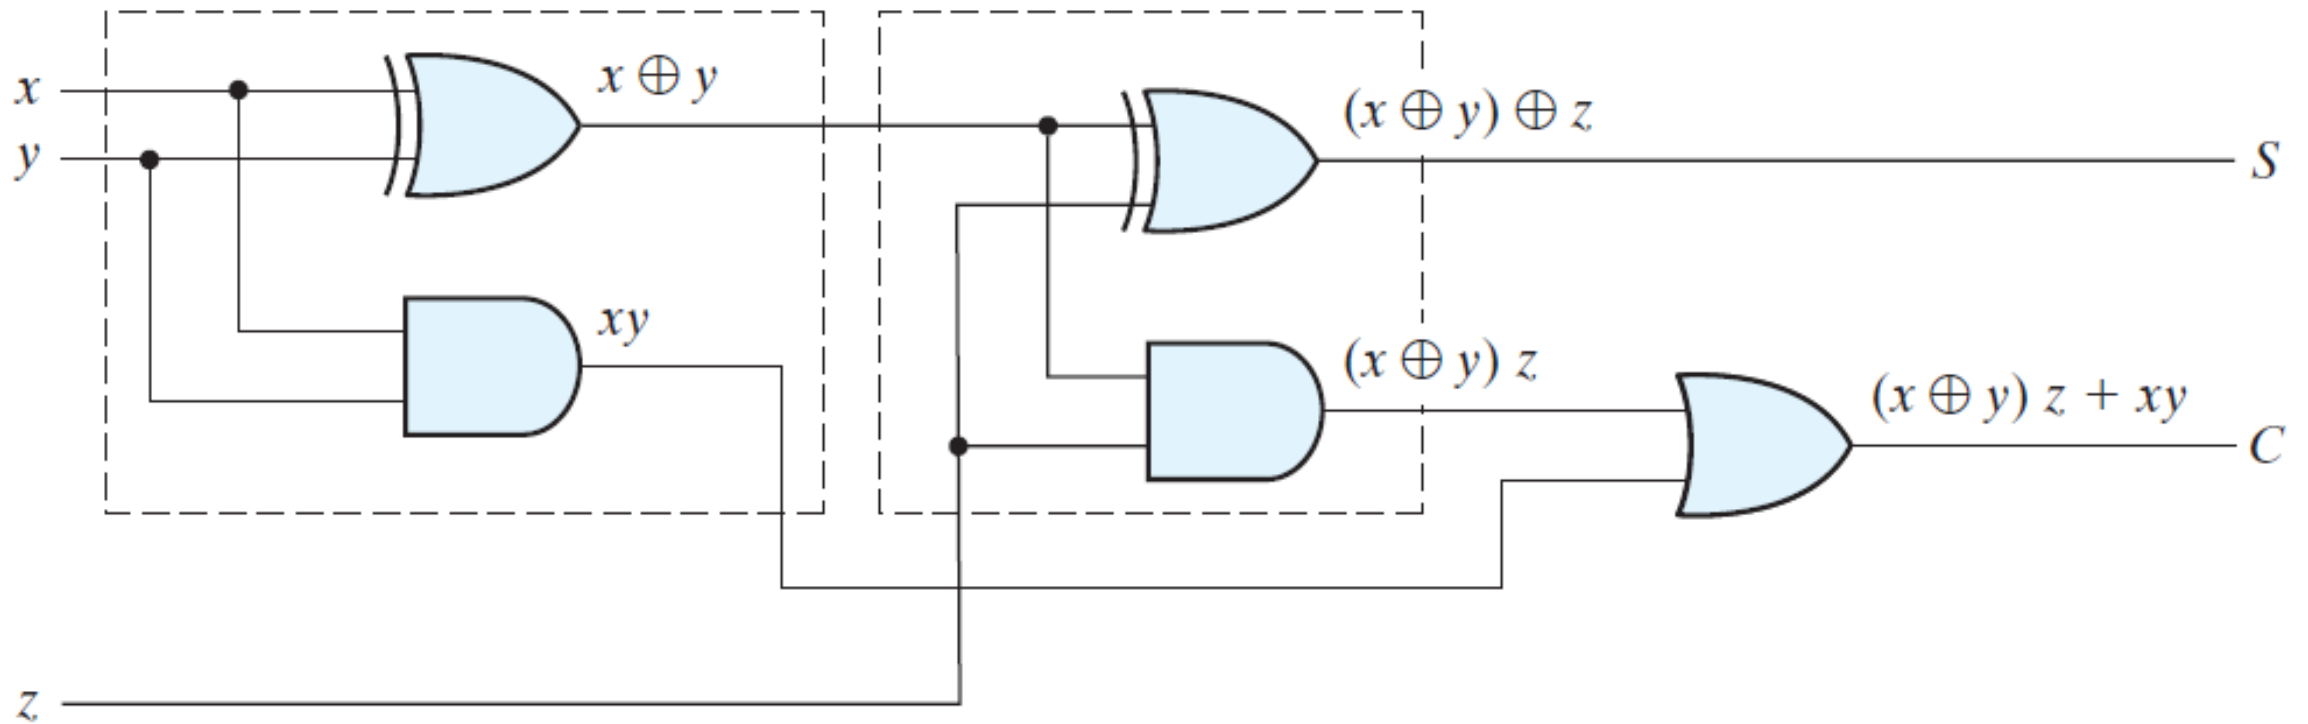 x
x ⊕ y
(x ⊕ y) ⊕ z
y
S
xy
(x ⊕ y) z
(x ⊕ y) z + xy
C
z